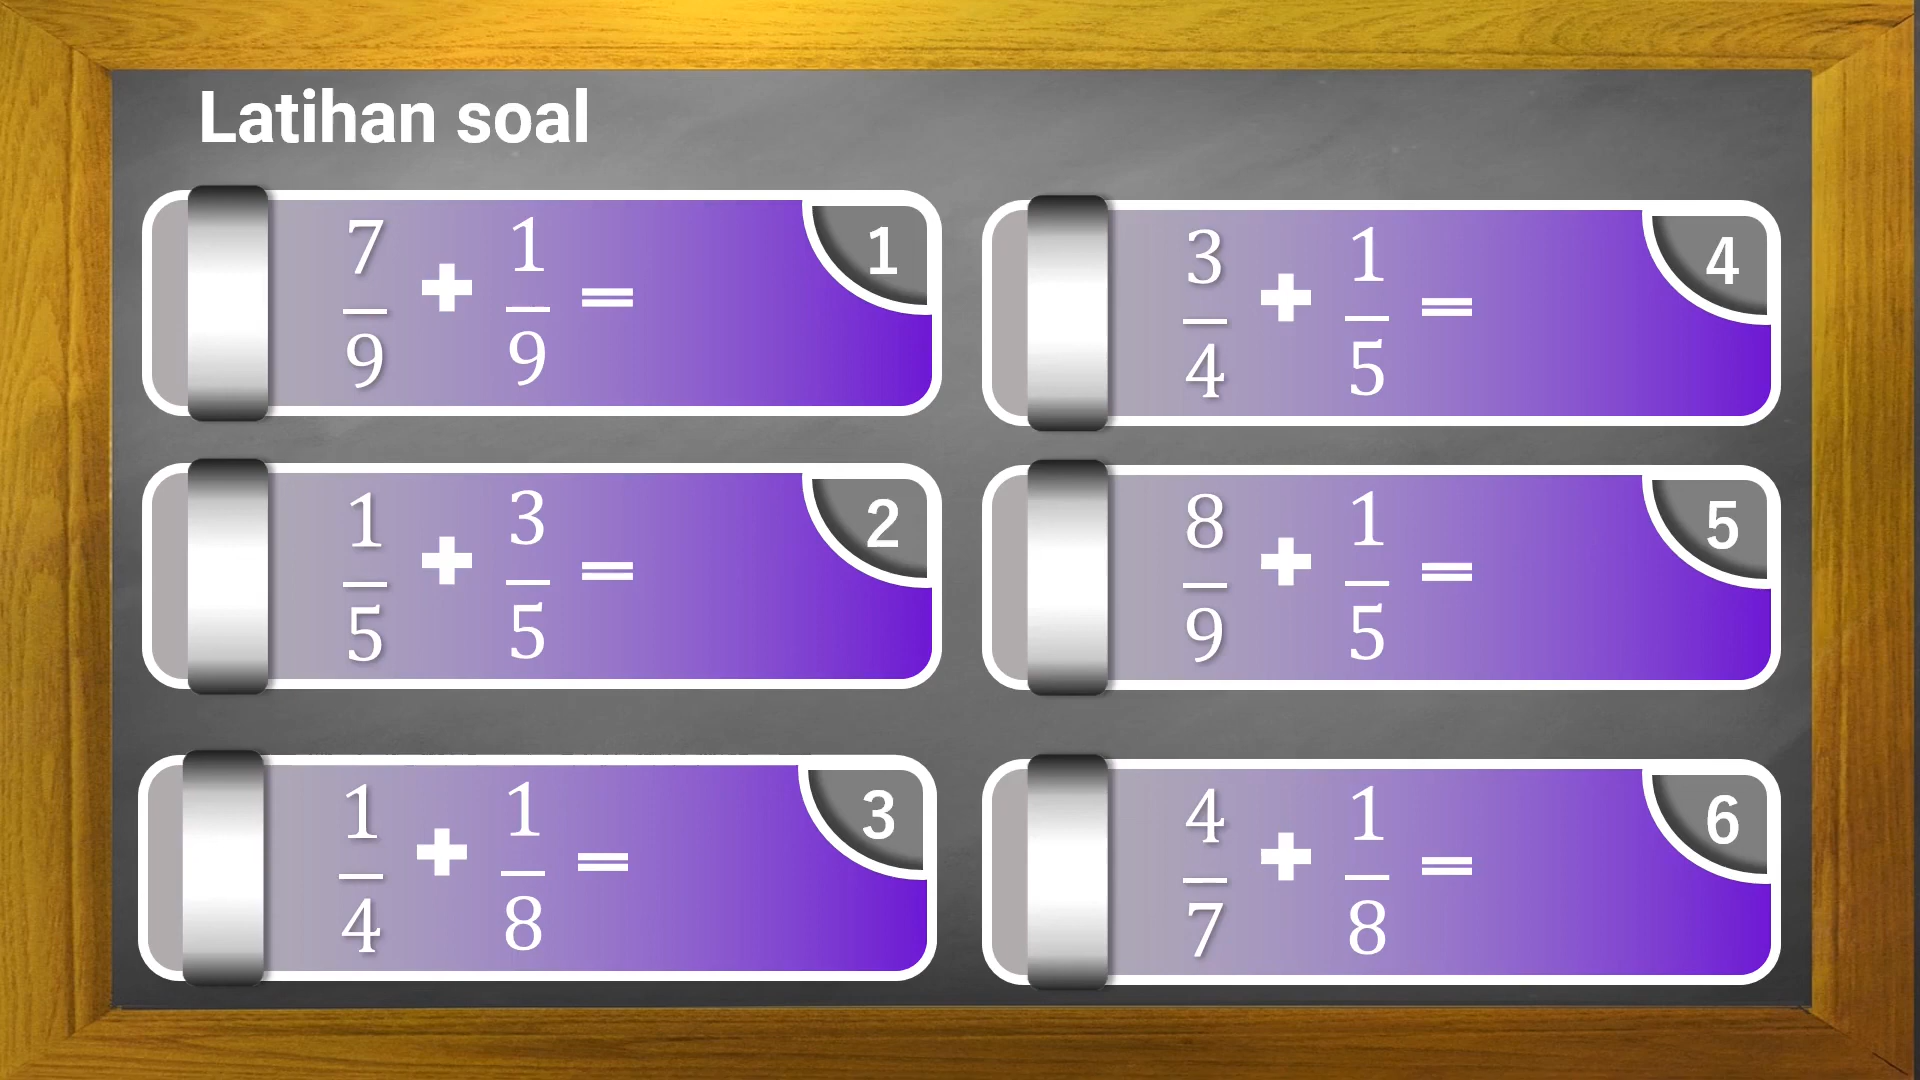 Latihan soal
7/9 + 1/9 = 1
1/5 + 3/5 = 2
1/4 + 1/8 = 3
3/4 + 1/5 = 4
8/9 + 1/5 = 5
4/7 + 1/8 = 6